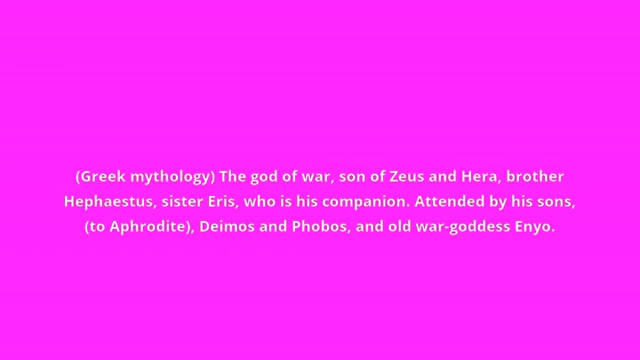 (Greek mythology) The god of war, son of Zeus and Hera, brother
Hephaestus, sister Eris, who is his companion. Attended by his sons,
(to Aphrodite), Deimos and Phobos, and old war-goddess Enyo.